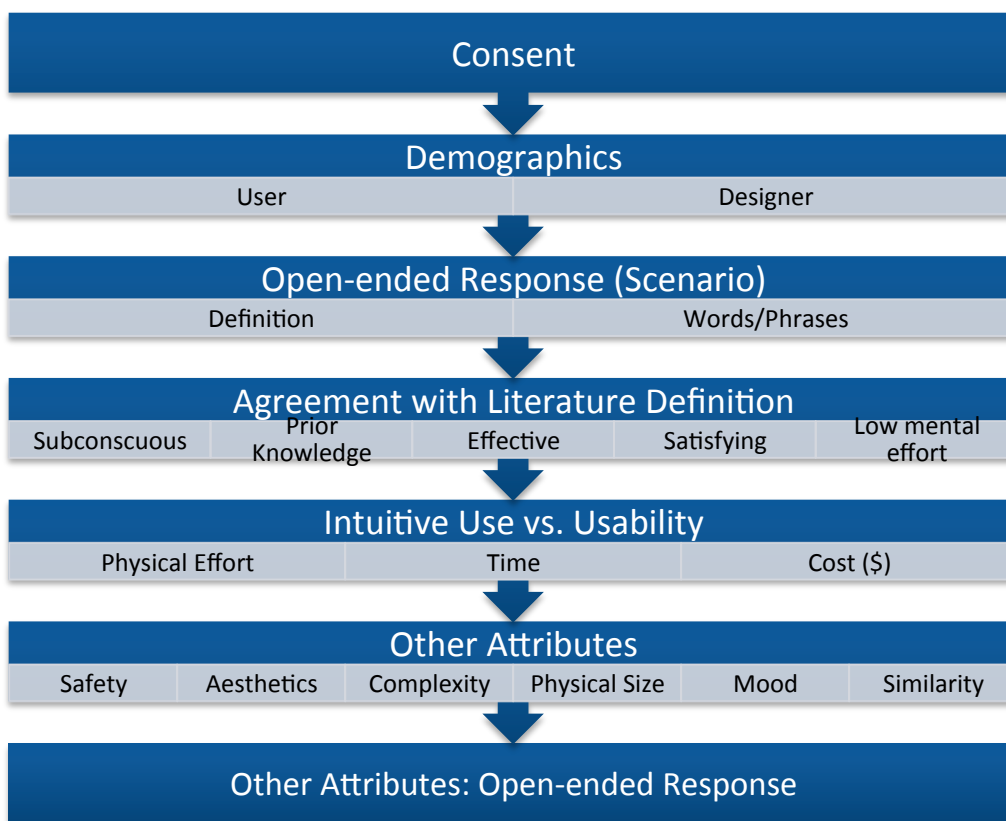 Consent
Demographics
User Designer
Open-ended Response (Scenario)
Definition Words/Phrases
Agreement with Literature Definition
Subconscuous Prior Knowledge Effective Satisfying Low mental effort
Intuitive Use vs. Usability
Physical Effort Time Cost ($)
Other Attributes
Safety Aesthetics Complexity Physical Size Mood Similarity
Other Attributes: Open-ended Response